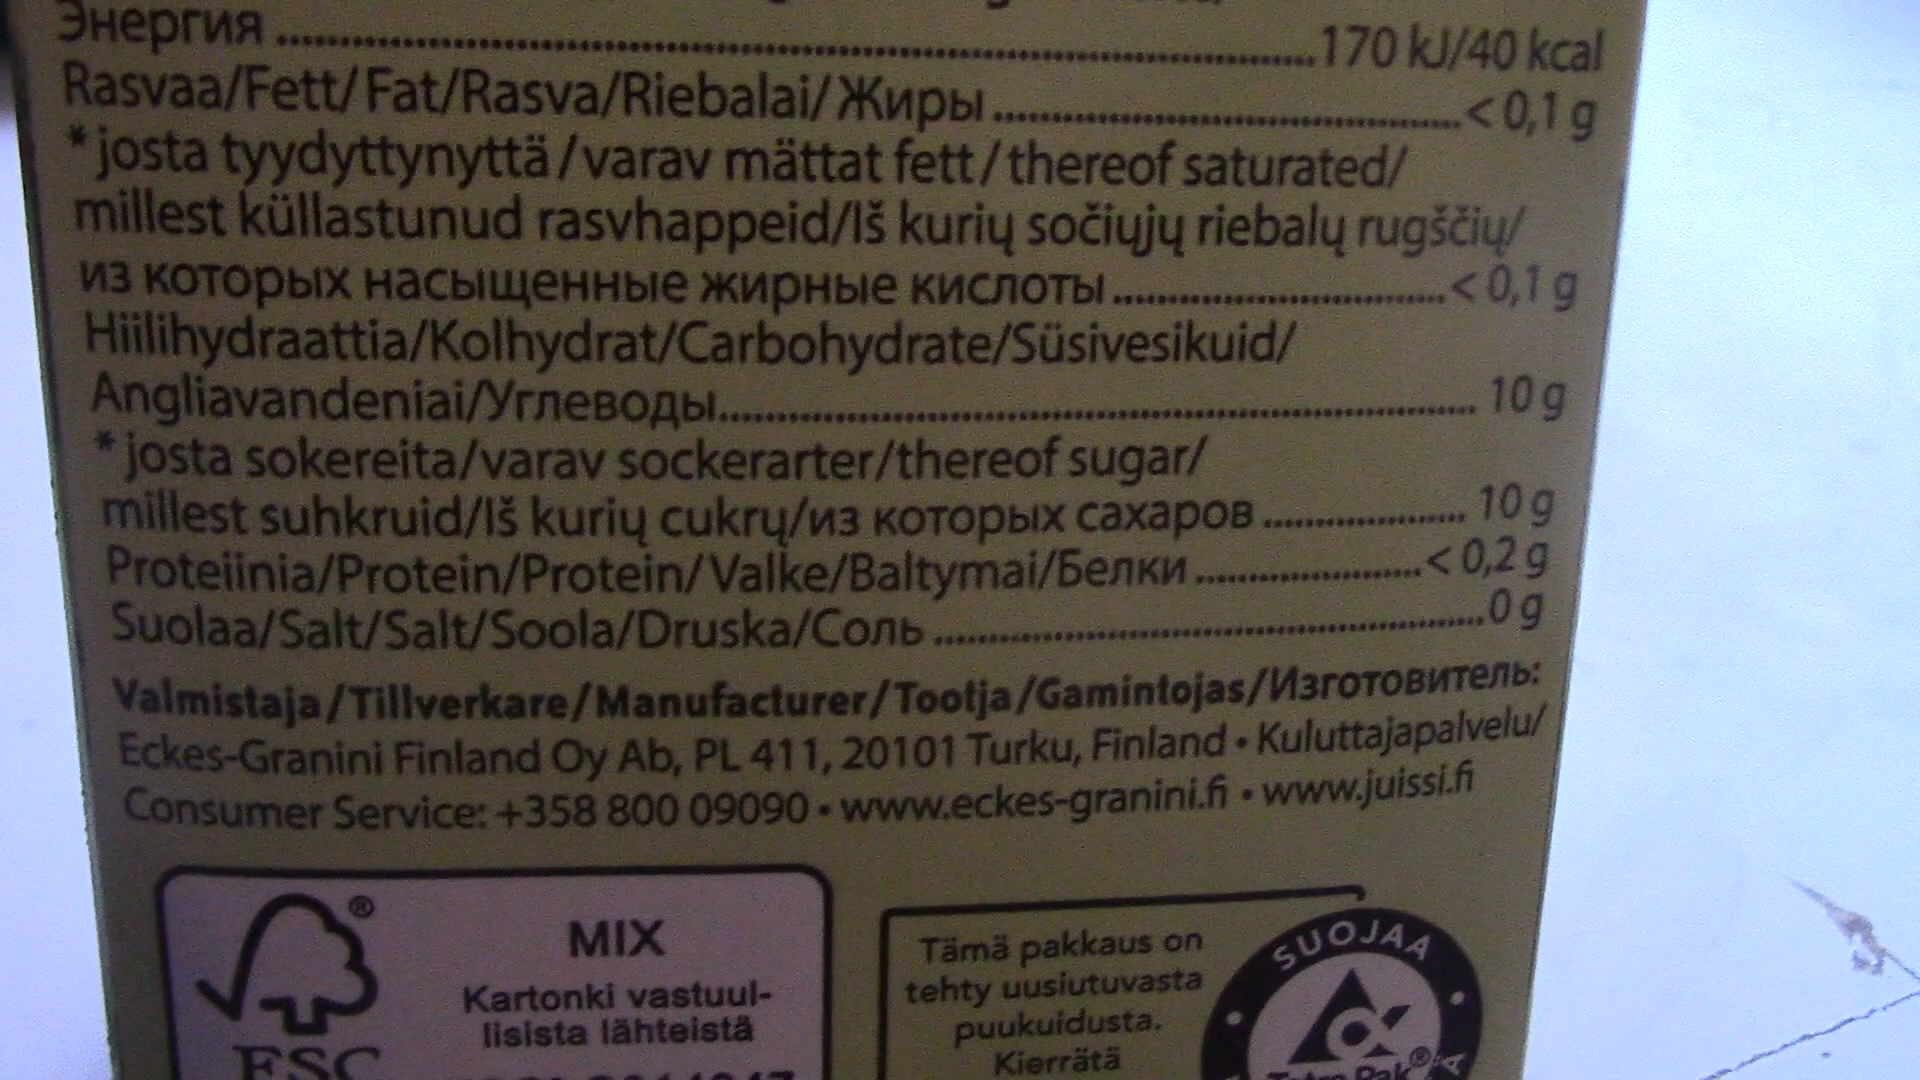 Энергия ........ 170 kJ/40 kcal
Rasvaa/Fett/Fat/Rasva/Riebalai/Жиры ........ < 0,1 g
* josta tyydyttynyttä/varav mättat fett/thereof saturated/
millest küllastunud rasvhappeid/Iš kurių sočiųjų riebalų rugščių/
из которых насыщенные жирные кислоты ........ < 0,1 g
Hiilihydraattia/Kolhydrat/Carbohydrate/Süsivesikuid/
Angliavandeniai/Углеводы ........ 10 g
* josta sokereita/varav sockerarter/thereof sugar/
millest suhkruid/Iš kurių cukrų/из которых сахаров ........ 10 g
Proteiinia/Protein/Protein/Valke/Baltymai/Белки ........ < 0,2 g
Suolaa/Salt/Salt/Soola/Druska/Соль ........ 0 g
Valmistaja/Tillverkare/Manufacturer/Tootja/Gamintojas/Изготовитель:
Eckes-Granini Finland Oy Ab, PL 411, 20101 Turku, Finland • Kuluttajapalvelu/
Consumer Service: +358 800 09090 • www.eckes-granini.fi • www.juissi.fi
®
MIX
Kartonki vastuul-
lisista lähteistä
FSC
Tämä pakkaus on
tehty uusiutuvasta
puukuidusta.
Kierrätä
SUOJAA
Tetra Pak®